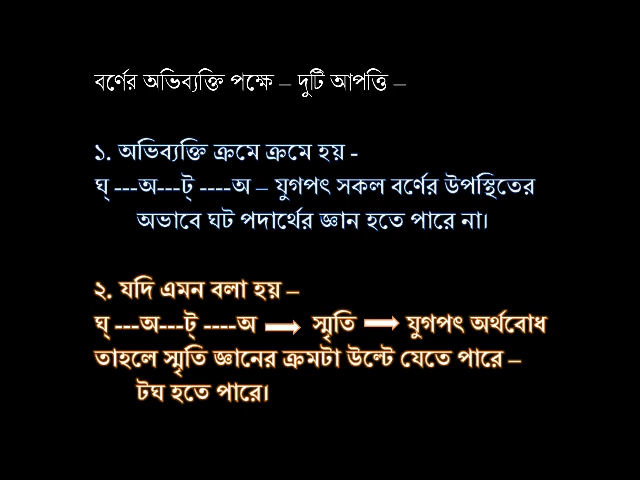 বর্ণের অভিব্যক্তি পক্ষে – দুটি আপত্তি –
১. অভিব্যক্তি ক্রমে ক্রমে হয় -
ঘ্ ---অ---ট্ ----অ – যুগপৎ সকল বর্ণের উপস্থিতের
অভাবে ঘট পদার্থের জ্ঞান হতে পারে না।
২. যদি এমন বলা হয় –
ঘ্ ---অ---ট্ ----অ স্মৃতি যুগপৎ অর্থবোধ
তাহলে স্মৃতি জ্ঞানের ক্রমটা উল্টে যেতে পারে –
টঘ হতে পারে।